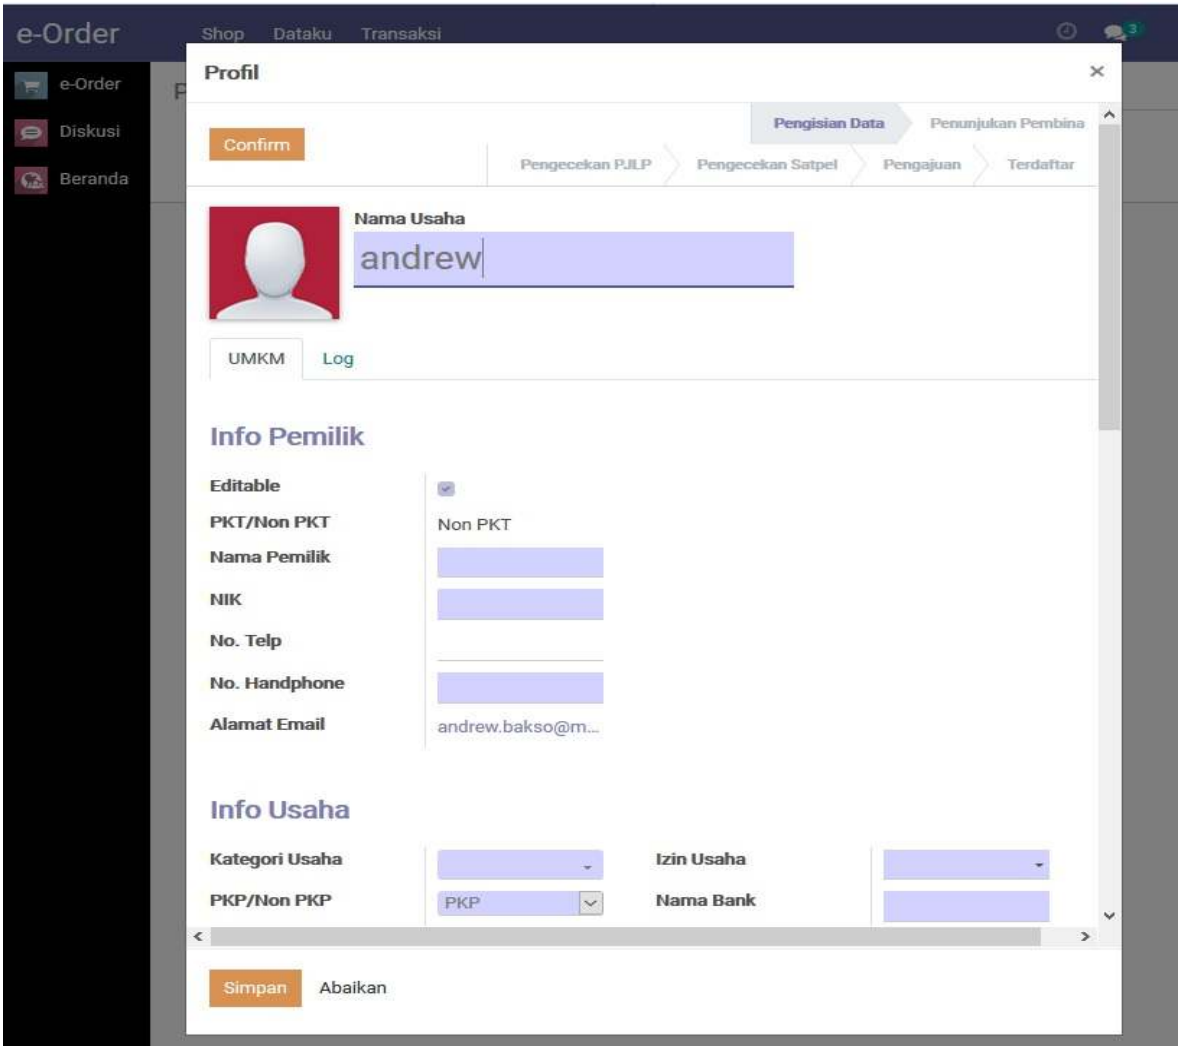 e-Order Shop Dataku Transaksi 3
e-Order
Diskusi
Beranda
P
Profil ×
Confirm
Pengisian Data Penunjukan Pembina
Pengecekan PJLP Pengecekan Satpel Pengajuan Terdaftar
Nama Usaha
andrew
UMKM Log
Info Pemilik
Editable
PKT/Non PKT Non PKT
Nama Pemilik
NIK
No. Telp
No. Handphone
Alamat Email andrew.bakso@m...
Info Usaha
Kategori Usaha Izin Usaha
PKP/Non PKP PKP Nama Bank
Simpan Abaikan